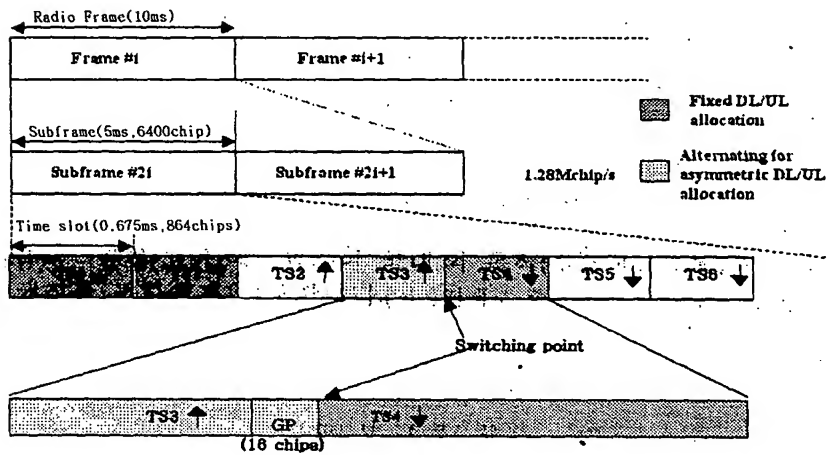 Radio Frame(10ms)
Frame #i Frame #i+1
Fixed DL/UL
allocation
Subframe(5ms,6400chip)
Subframe #2i Subframe #2i+1
1.28Mchip/s
Alternating for
asymmetric DL/UL
allocation
Time slot(0.675ms,864chips)
TS2 TS3 TS4 TS5 TS6
Switching point
TS3 GP TS4
(16 chips)